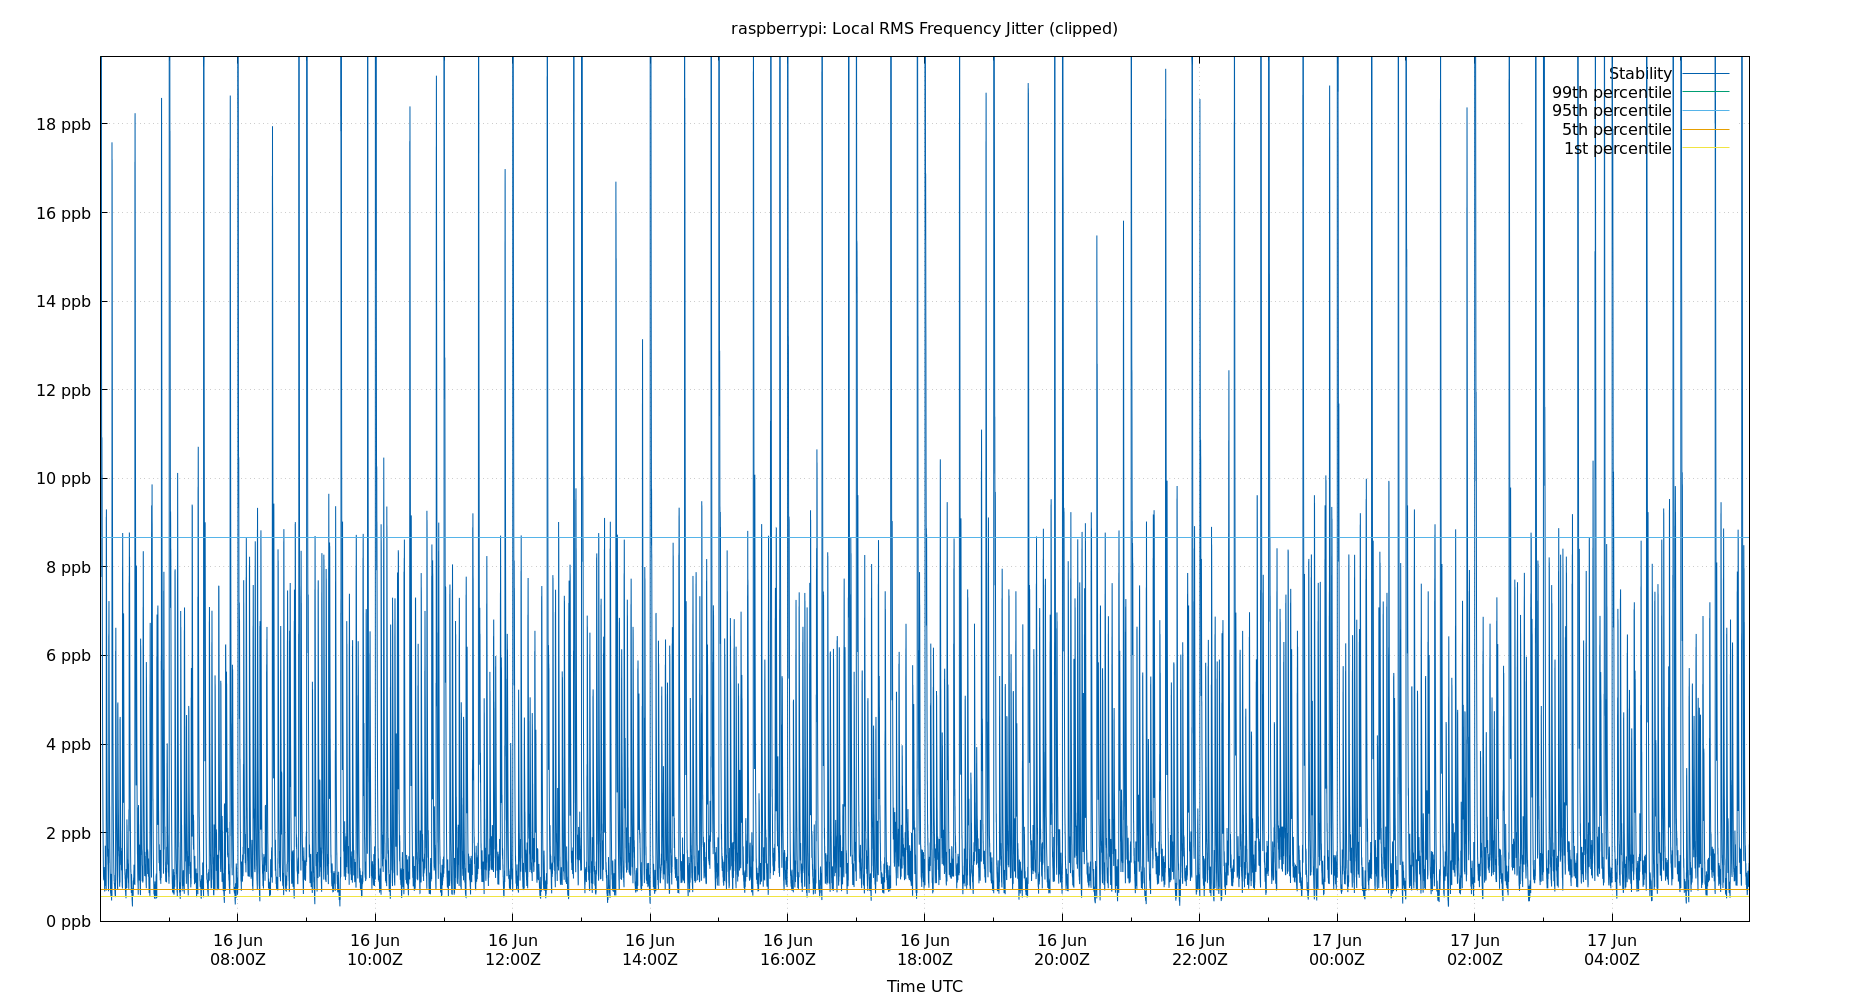 raspberrypi: Local RMS Frequency Jitter (clipped)
Stability
99th percentile
95th percentile
5th percentile
1st percentile
18 ppb
16 ppb
14 ppb
12 ppb
10 ppb
8 ppb
6 ppb
4 ppb
2 ppb
0 ppb
16 Jun 16 Jun 16 Jun 16 Jun 16 Jun 16 Jun 16 Jun 16 Jun 17 Jun 17 Jun 17 Jun
08:00Z 10:00Z 12:00Z 14:00Z 16:00Z 18:00Z 20:00Z 22:00Z 00:00Z 02:00Z 04:00Z
Time UTC